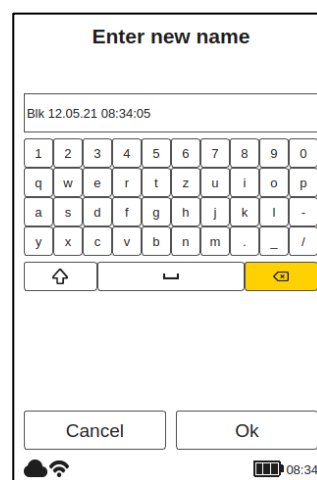 Enter new name
Blk 12.05.21 08:34:05
1 2 3 4 5 6 7 8 9 0
q w e r t z u i o p
a s d f g h j k l -
y x c v b n m . _ /
Cancel Ok
08:34